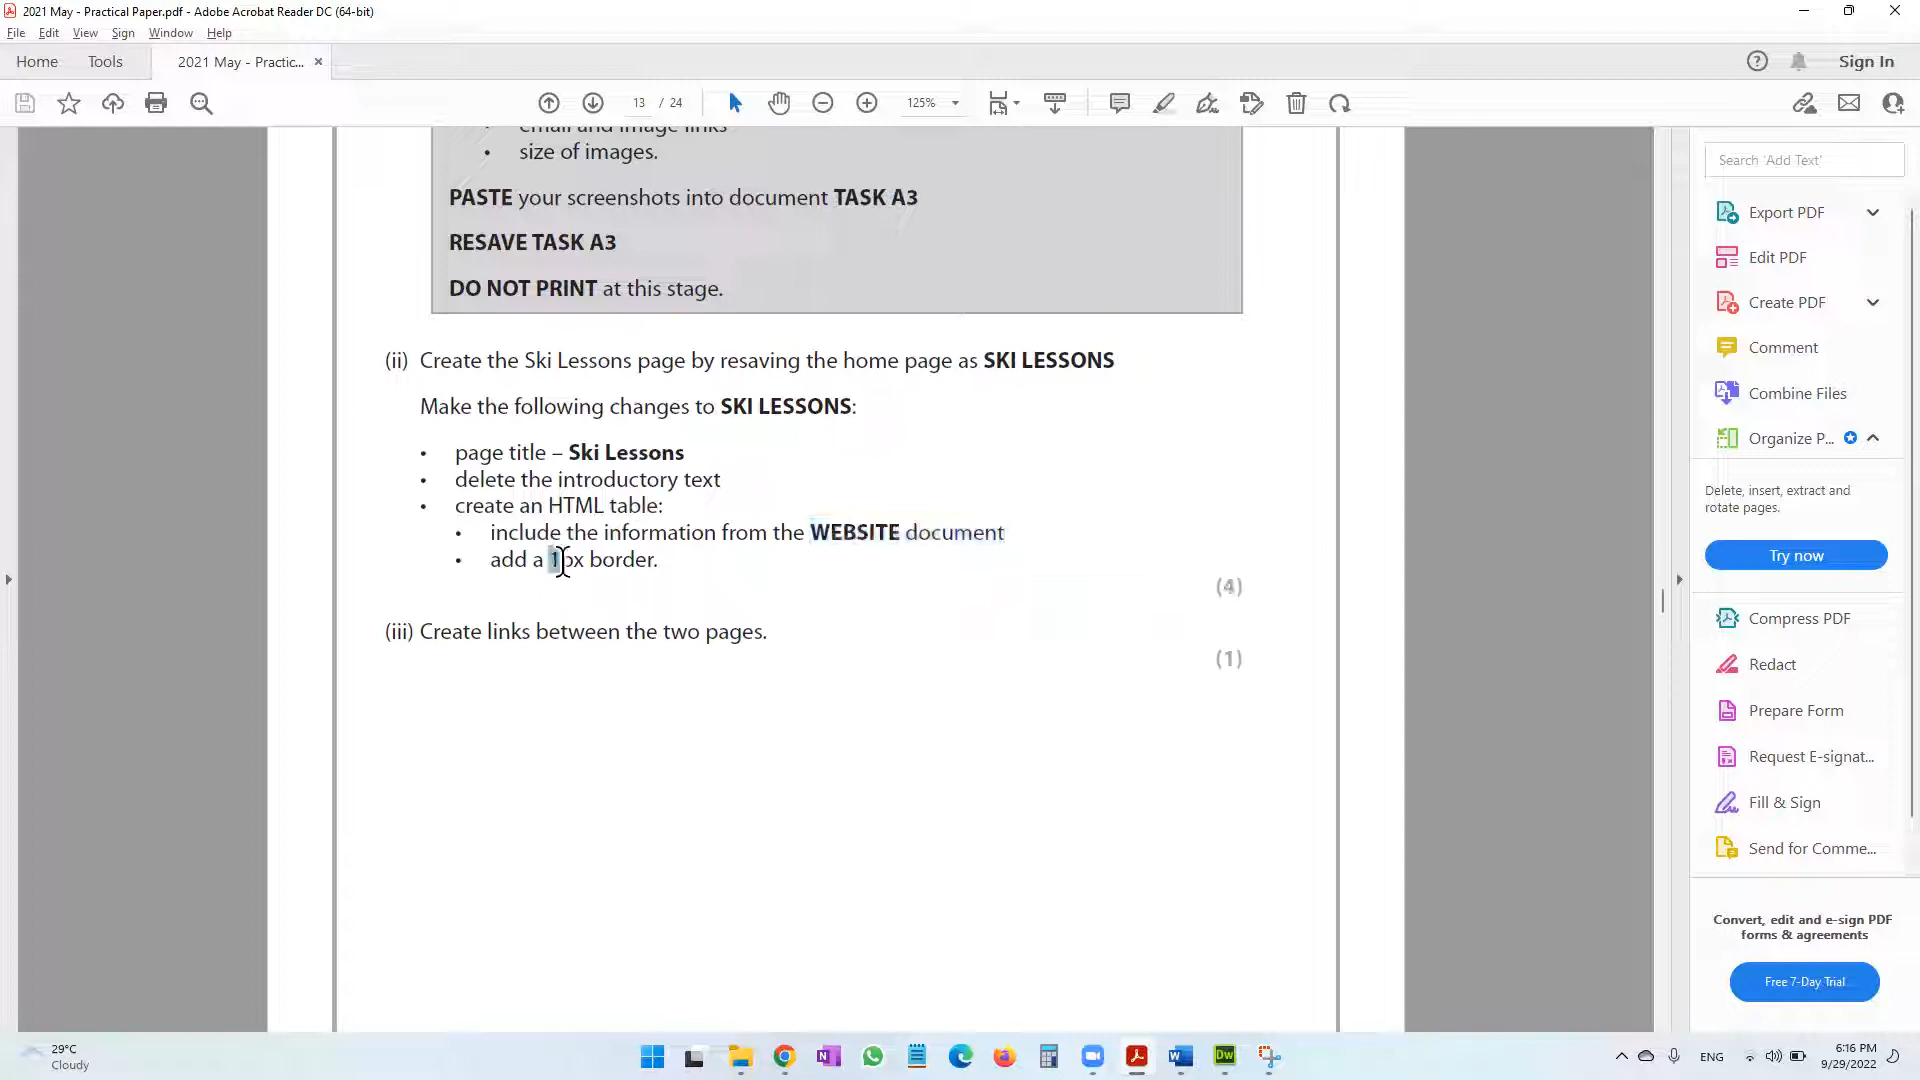 2021 May - Practical Paper.pdf - Adobe Acrobat Reader DC (64-bit)
File Edit View Sign Window Help
Home Tools 2021 May - Practic... × Sign In
13 / 24 125%
email and image links
• size of images.
PASTE your screenshots into document TASK A3
RESAVE TASK A3
DO NOT PRINT at this stage.
(ii) Create the Ski Lessons page by resaving the home page as SKI LESSONS
Make the following changes to SKI LESSONS:
• page title – Ski Lessons
• delete the introductory text
• create an HTML table:
• include the information from the WEBSITE document
• add a 1px border.
(4)
(iii) Create links between the two pages.
(1)
Search 'Add Text'
Export PDF
Edit PDF
Create PDF
Comment
Combine Files
Organize P...
Delete, insert, extract and
rotate pages.
Try now
Compress PDF
Redact
Prepare Form
Request E-signat...
Fill & Sign
Send for Comme...
Convert, edit and e-sign PDF
forms & agreements
Free 7-Day Trial
29°C
Cloudy
ENG
6:16 PM
9/29/2022